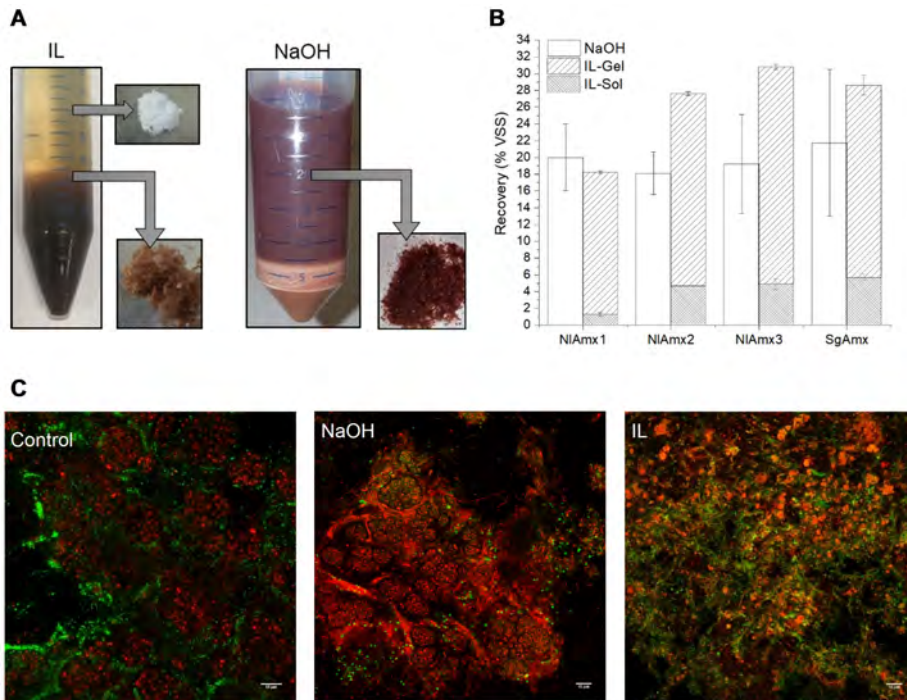 A
IL
NaOH
5
B
Recovery (% VSS)
34
32
30
28
26
24
22
20
18
16
14
12
10
8
6
4
2
0
NaOH
IL-Gel
IL-Sol
NlAmx1
NlAmx2
NlAmx3
SgAmx
C
Control
NaOH
IL